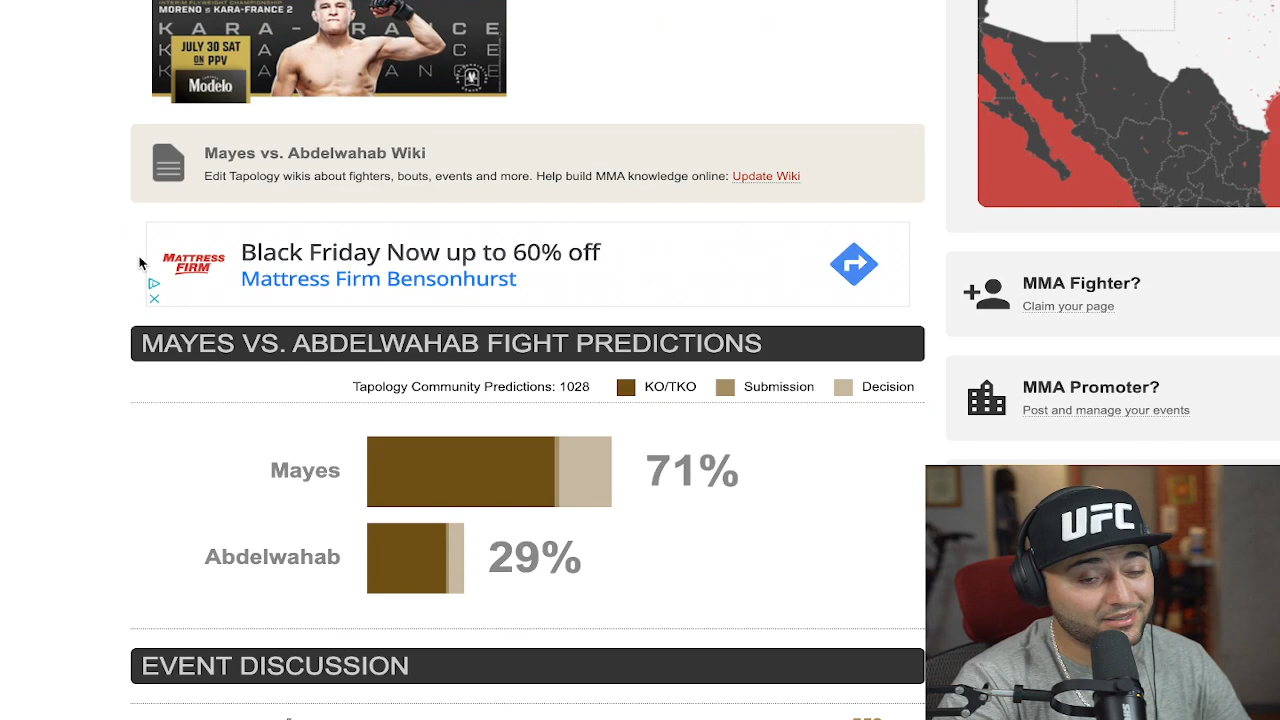 INTERIM FLYWEIGHT CHAMPIONSHIP
MORENO vs KARA-FRANCE 2
KARA-FRANCE
JULY 30 SAT
ON PPV
Modelo
Mayes vs. Abdelwahab Wiki
Edit Tapology wikis about fighters, bouts, events and more. Help build MMA knowledge online: Update Wiki
MATTRESS
FIRM
Black Friday Now up to 60% off
Mattress Firm Bensonhurst
MAYES VS. ABDELWAHAB FIGHT PREDICTIONS
Tapology Community Predictions: 1028 KO/TKO Submission Decision
Mayes 71%
Abdelwahab 29%
EVENT DISCUSSION
MMA Fighter?
Claim your page
MMA Promoter?
Post and manage your events
UFC